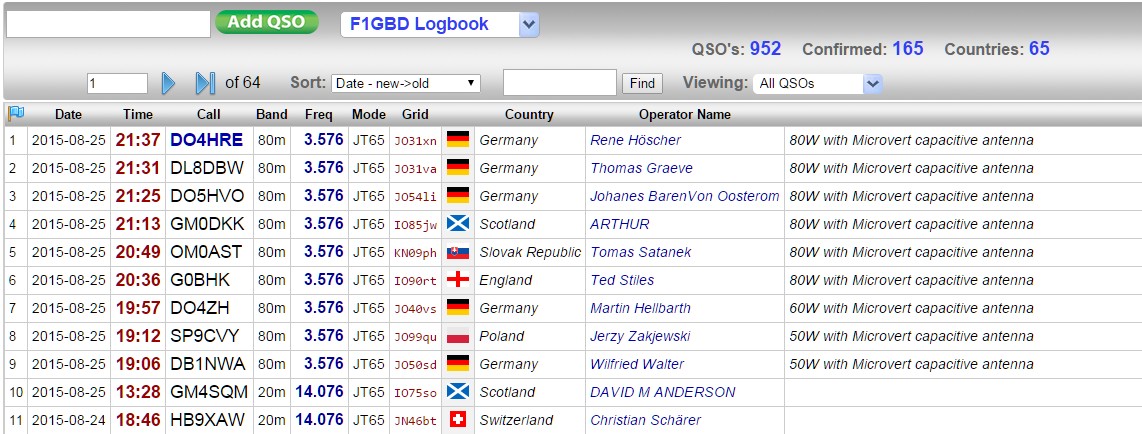 Add QSO F1GBD Logbook
QSO's: 952 Confirmed: 165 Countries: 65
1 of 64 Sort: Date - new->old Find Viewing: All QSOs
Date Time Call Band Freq Mode Grid Country Operator Name
1 2015-08-25 21:37 DO4HRE 80m 3.576 JT65 JO31xn Germany Rene Höscher 80W with Microvert capacitive antenna
2 2015-08-25 21:31 DL8DBW 80m 3.576 JT65 JO31va Germany Thomas Graeve 80W with Microvert capacitive antenna
3 2015-08-25 21:25 DO5HVO 80m 3.576 JT65 JO54li Germany Johanes BarenVon Oosterom 80W with Microvert capacitive antenna
4 2015-08-25 21:13 GM0DKK 80m 3.576 JT65 IO85jw Scotland ARTHUR 80W with Microvert capacitive antenna
5 2015-08-25 20:49 OM0AST 80m 3.576 JT65 KN09ph Slovak Republic Tomas Satanek 80W with Microvert capacitive antenna
6 2015-08-25 20:36 G0BHK 80m 3.576 JT65 IO90rt England Ted Stiles 80W with Microvert capacitive antenna
7 2015-08-25 19:57 DO4ZH 80m 3.576 JT65 JO40vs Germany Martin Hellbarth 60W with Microvert capacitive antenna
8 2015-08-25 19:12 SP9CVY 80m 3.576 JT65 JO99qu Poland Jerzy Zakjewski 50W with Microvert capacitive antenna
9 2015-08-25 19:06 DB1NWA 80m 3.576 JT65 JO50sd Germany Wilfried Walter 50W with Microvert capacitive antenna
10 2015-08-25 13:28 GM4SQM 20m 14.076 JT65 IO75so Scotland DAVID M ANDERSON
11 2015-08-24 18:46 HB9XAW 20m 14.076 JT65 JN46bt Switzerland Christian Schärer